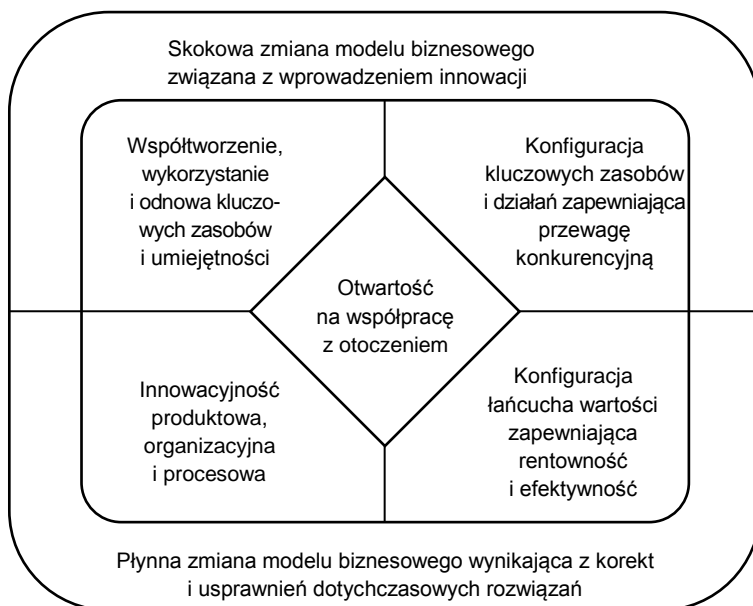 Skokowa zmiana modelu biznesowego
związana z wprowadzeniem innowacji
Współtworzenie,
wykorzystanie
i odnowa kluczo-
wych zasobów
i umiejętności
Konfiguracja
kluczowych zasobów
i działań zapewniająca
przewagę
konkurencyjną
Otwartość
na współpracę
z otoczeniem
Innowacyjność
produktowa,
organizacyjna
i procesowa
Konfiguracja
łańcucha wartości
zapewniająca
rentowność
i efektywność
Płynna zmiana modelu biznesowego wynikająca z korekt
i usprawnień dotychczasowych rozwiązań